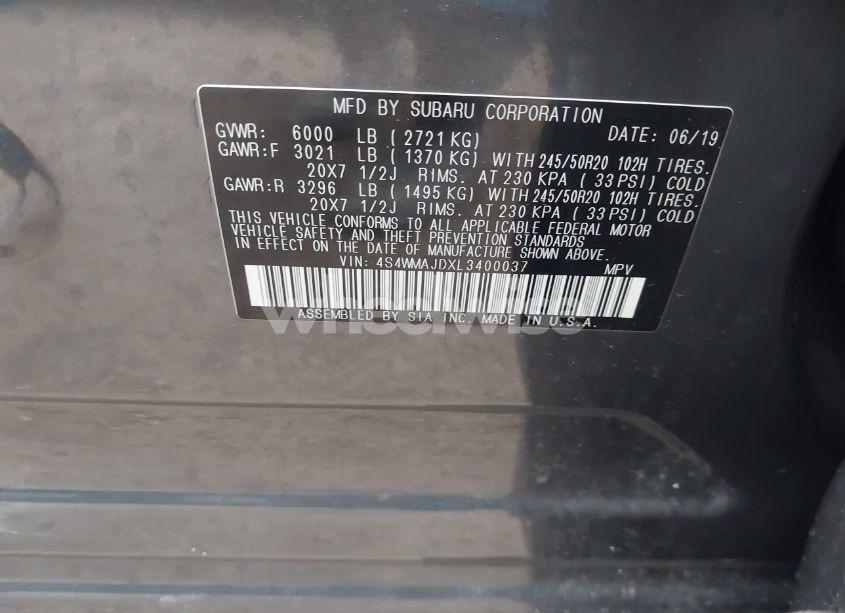 MFD BY SUBARU CORPORATION
GVWR: 6000 LB ( 2721 KG) DATE: 06/19
GAWR:F 3021 LB ( 1370 KG) WITH 245/50R20 102H TIRES.
20X7 1/2J RIMS. AT 230 KPA ( 33 PSI) COLD
GAWR:R 3296 LB ( 1495 KG) WITH 245/50R20 102H TIRES.
20X7 1/2J RIMS. AT 230 KPA ( 33 PSI) COLD
THIS VEHICLE CONFORMS TO ALL APPLICABLE FEDERAL MOTOR
VEHICLE SAFETY AND THEFT PREVENTION STANDARDS
IN EFFECT ON THE DATE OF MANUFACTURE SHOWN ABOVE.
VIN: 4S4WMAJDXL3400037 MPV
wheelwise
ASSEMBLED BY SIA INC. MADE IN U.S.A.